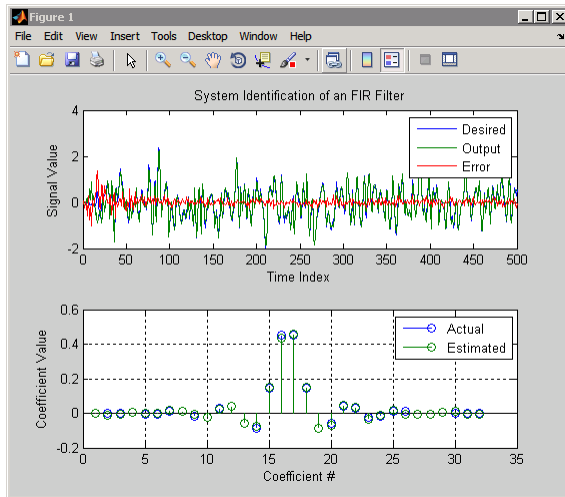 Figure 1
File Edit View Insert Tools Desktop Window Help
System Identification of an FIR Filter
Signal Value
4
2
0
-2
Desired
Output
Error
0 50 100 150 200 250 300 350 400 450 500
Time Index
Coefficient Value
0.6
0.4
0.2
0
-0.2
Actual
Estimated
0 5 10 15 20 25 30 35
Coefficient #